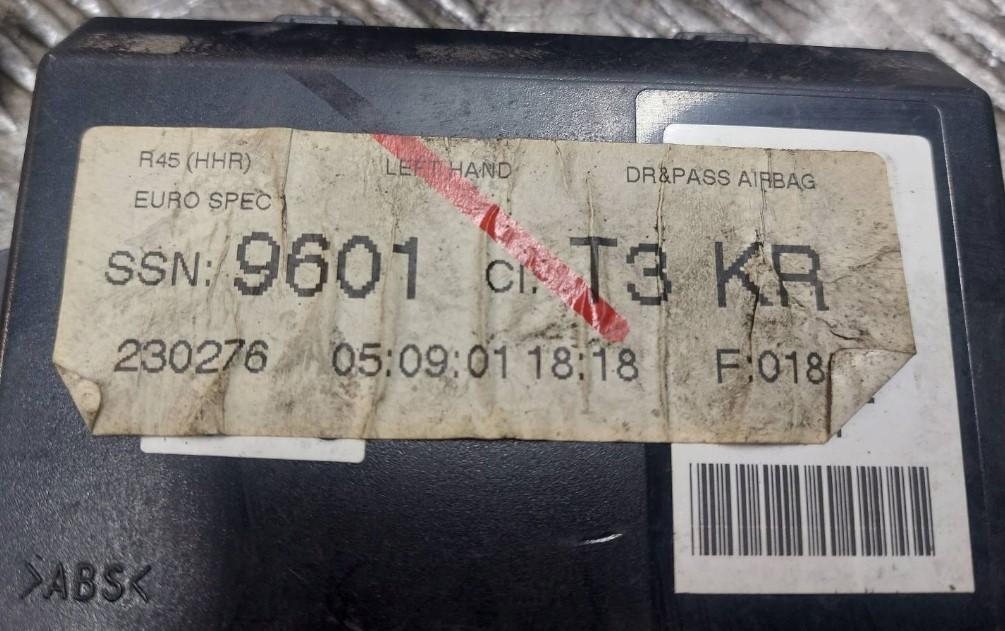 R45 (HHR) LEFT HAND DR&PASS AIRBAG
EURO SPEC
SSN: 9601 CI: T3 KR
230276 05:09:01 18:18 F:018
>ABS<